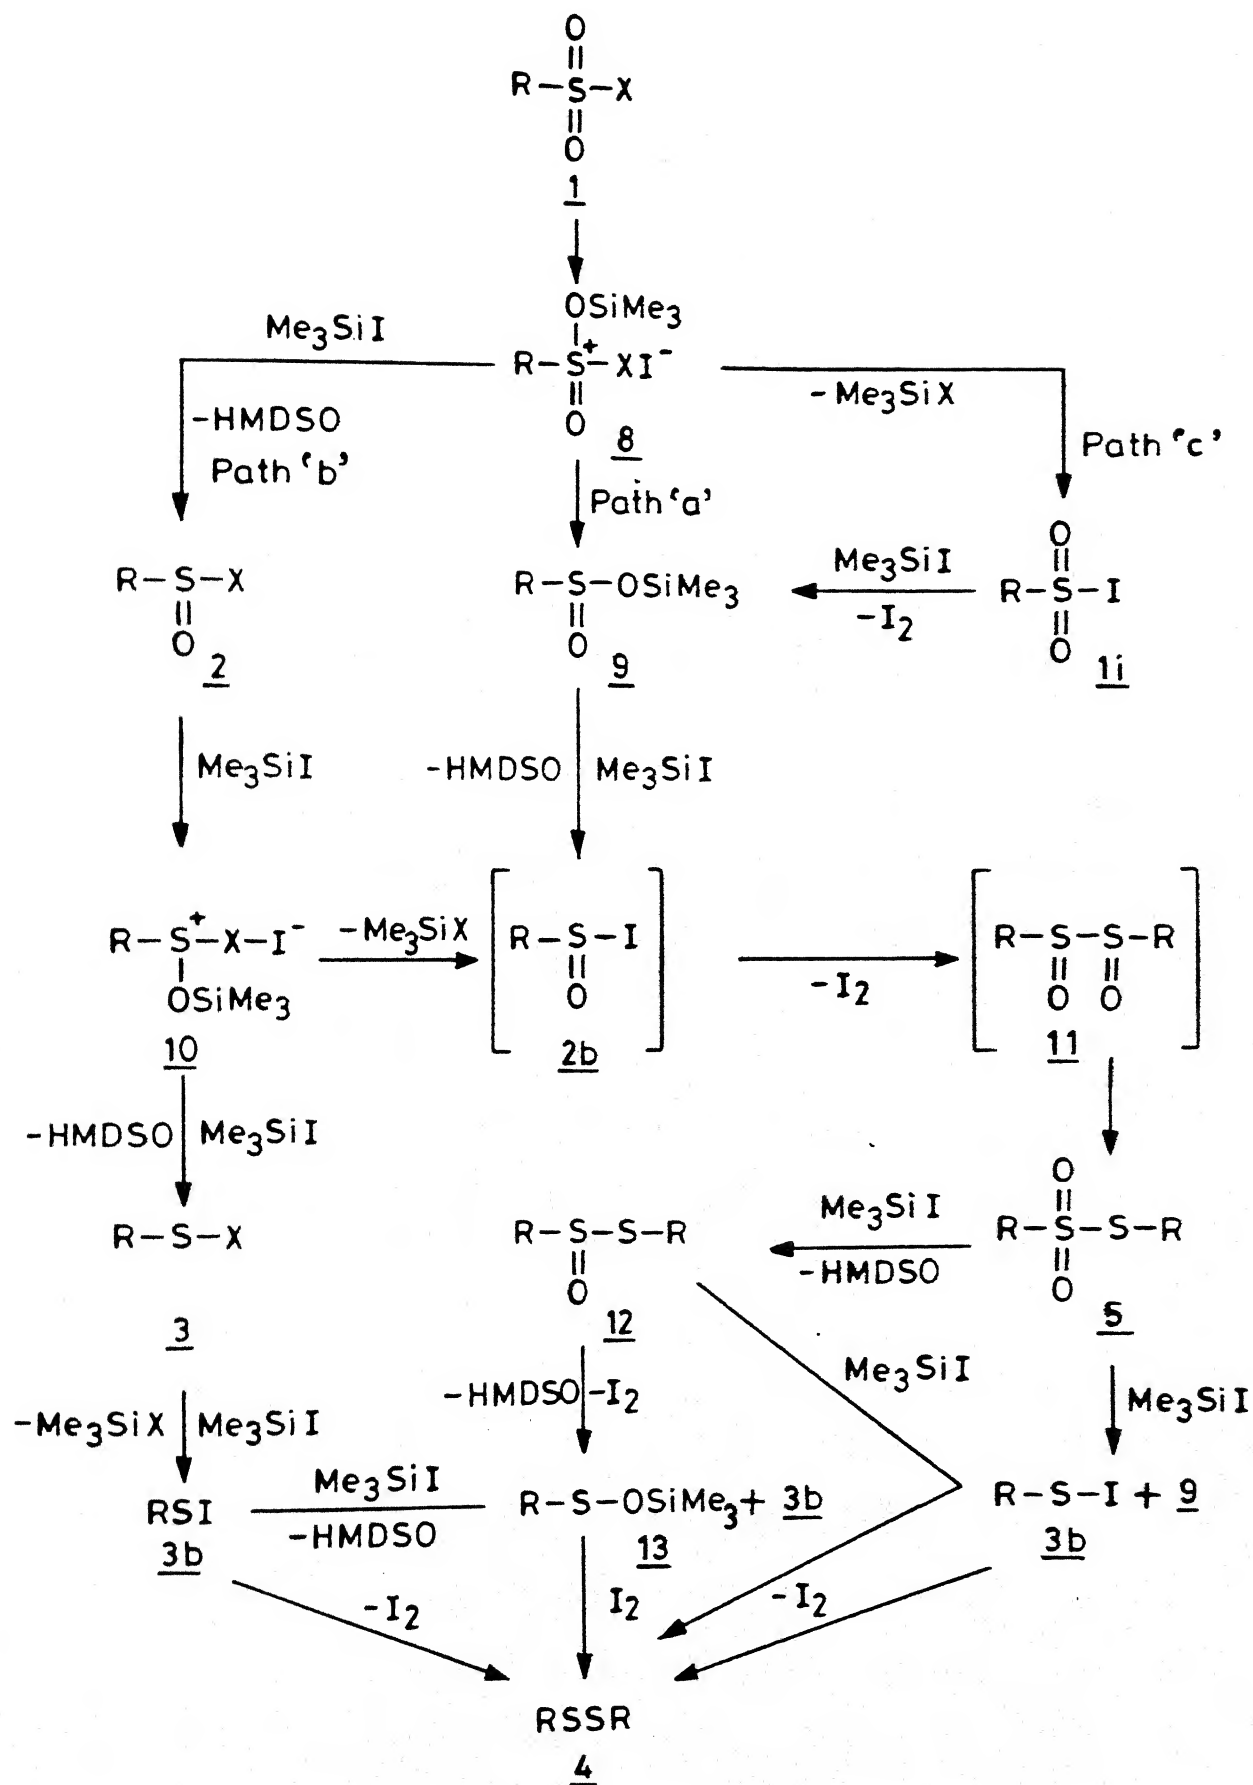 O
R-S-X
O
1
OSiMe3
Me3SiI
R-S+-XI-
-Me3SiX
-HMDSO
O
8
Path 'b'
Path 'a'
Path 'c'
O
R-S-X
R-S-OSiMe3
Me3SiI
R-S-I
-I2
O
O
O
2
9
1i
Me3SiI
-HMDSO
Me3SiI
R-S+-X-I-
-Me3SiX
R-S-I
R-S-S-R
-I2
OSiMe3
O
O O
10
2b
11
-HMDSO
Me3SiI
O
Me3SiI
R-S-X
R-S-S-R
R-S-S-R
-HMDSO
O
O
3
12
5
Me3SiI
-HMDSO
-I2
Me3SiI
-Me3SiX
Me3SiI
RSI
Me3SiI
R-S-OSiMe3 + 3b
R-S-I + 9
-HMDSO
3b
13
3b
-I2
I2
-I2
RSSR
4